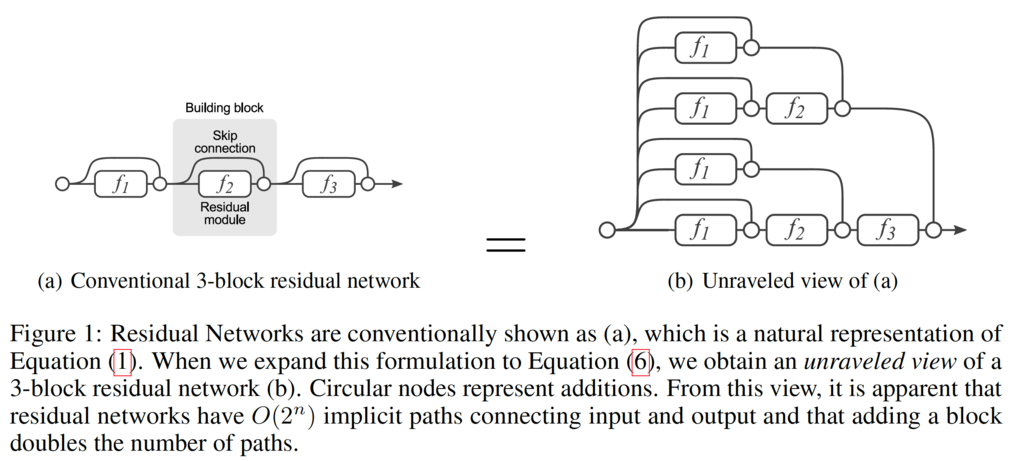 Building block
Skip
connection
f1
f2
f3
Residual
module
(a) Conventional 3-block residual network
=
f1
f1
f2
f1
f1
f2
f3
(b) Unraveled view of (a)
Figure 1: Residual Networks are conventionally shown as (a), which is a natural representation of
Equation (1). When we expand this formulation to Equation (6), we obtain an unraveled view of a
3-block residual network (b). Circular nodes represent additions. From this view, it is apparent that
residual networks have O(2ⁿ) implicit paths connecting input and output and that adding a block
doubles the number of paths.